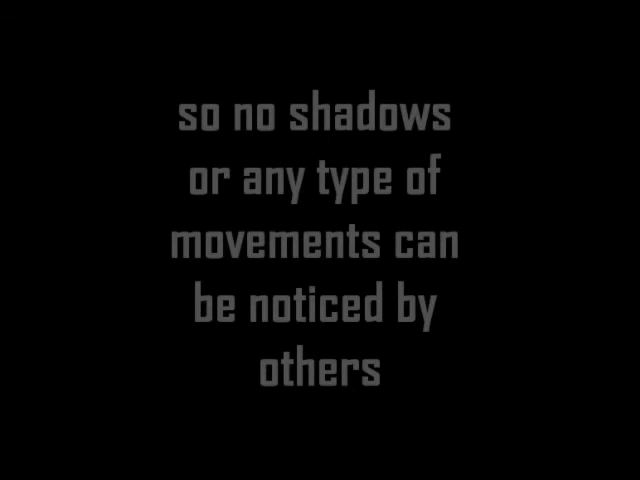 so no shadows
or any type of
movements can
be noticed by
others